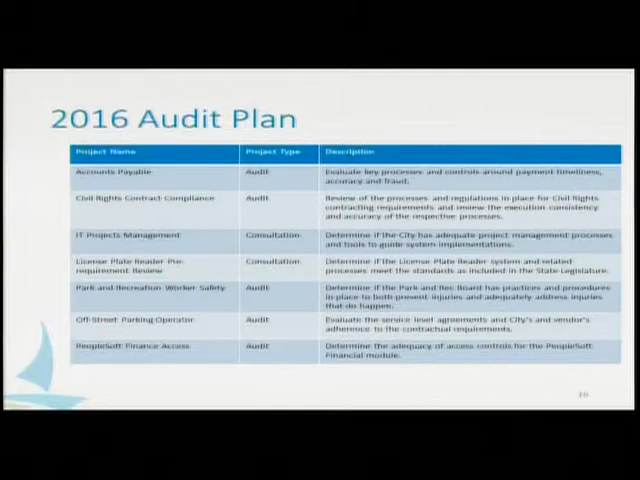 2016 Audit Plan
Project Name Project Type Description
Accounts Payable Audit Evaluate key processes and controls around payment timeliness,
accuracy and fraud.
Civil Rights Contract Compliance Audit Review of the processes and regulations in place for Civil Rights
contracting requirements and review the execution consistency
and accuracy of the respective processes.
IT Projects Management Consultation Determine if the City has adequate project management processes
and tools to guide system implementations.
License Plate Reader Pre- Consultation Determine if the License Plate Reader system and related
requirement Review processes meet the standards as included in the State Legislature.
Park and Recreation Worker Safety Audit Determine if the Park and Rec Board has practices and procedures
in place to both prevent injuries and adequately address injuries
that do happen.
Off-Street Parking Operator Audit Evaluate the service level agreements and City's and vendor's
adherence to the contractual requirements.
PeopleSoft Finance Access Audit Determine the adequacy of access controls for the PeopleSoft
Financial module.